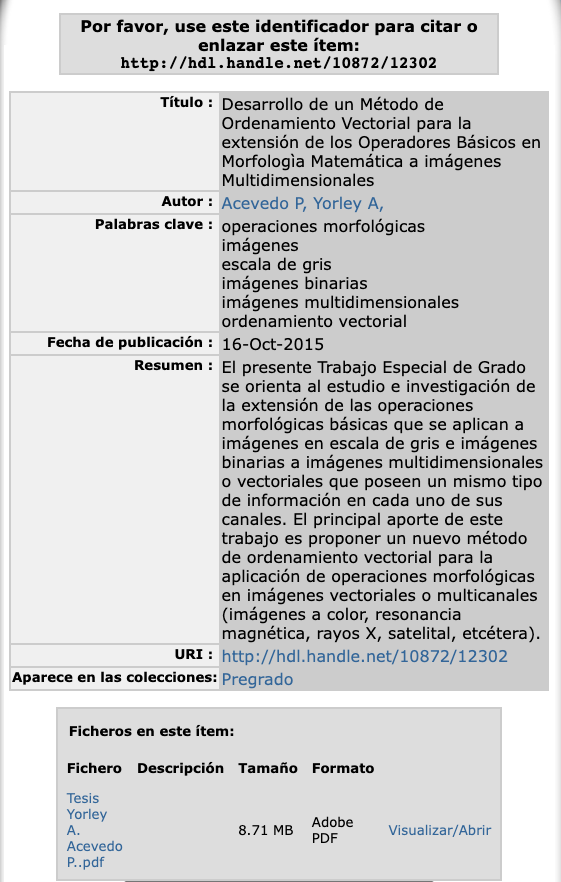 Por favor, use este identificador para citar o
enlazar este ítem:
http://hdl.handle.net/10872/12302
Título : Desarrollo de un Método de
Ordenamiento Vectorial para la
extensión de los Operadores Básicos en
Morfologìa Matemática a imágenes
Multidimensionales
Autor : Acevedo P, Yorley A,
Palabras clave : operaciones morfológicas
imágenes
escala de gris
imágenes binarias
imágenes multidimensionales
ordenamiento vectorial
Fecha de publicación : 16-Oct-2015
Resumen : El presente Trabajo Especial de Grado
se orienta al estudio e investigación de
la extensión de las operaciones
morfológicas básicas que se aplican a
imágenes en escala de gris e imágenes
binarias a imágenes multidimensionales
o vectoriales que poseen un mismo tipo
de información en cada uno de sus
canales. El principal aporte de este
trabajo es proponer un nuevo método
de ordenamiento vectorial para la
aplicación de operaciones morfológicas
en imágenes vectoriales o multicanales
(imágenes a color, resonancia
magnética, rayos X, satelital, etcétera).
URI : http://hdl.handle.net/10872/12302
Aparece en las colecciones: Pregrado
Ficheros en este ítem:
Fichero Descripción Tamaño Formato
Tesis
Yorley
A.
Acevedo
P..pdf
8.71 MB
Adobe
PDF
Visualizar/Abrir